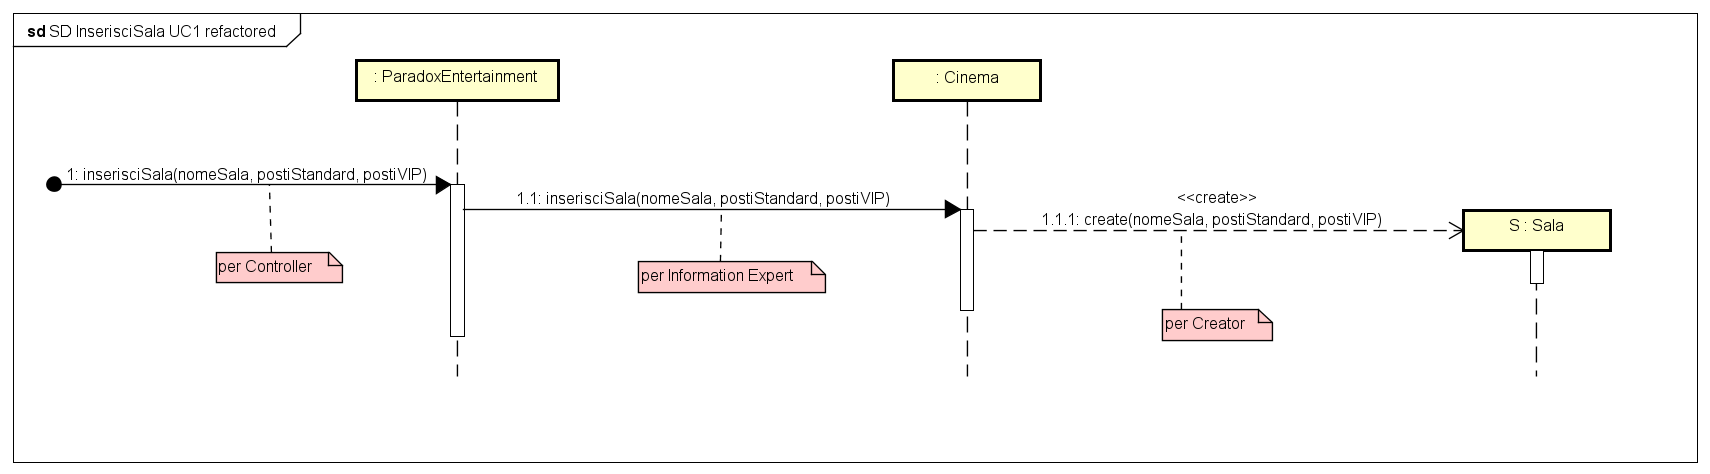 sd SD InserisciSala UC1 refactored
: ParadoxEntertainment
: Cinema
1: inserisciSala(nomeSala, postiStandard, postiVIP)
1.1: inserisciSala(nomeSala, postiStandard, postiVIP)
<<create>>
1.1.1: create(nomeSala, postiStandard, postiVIP)
S : Sala
per Controller
per Information Expert
per Creator